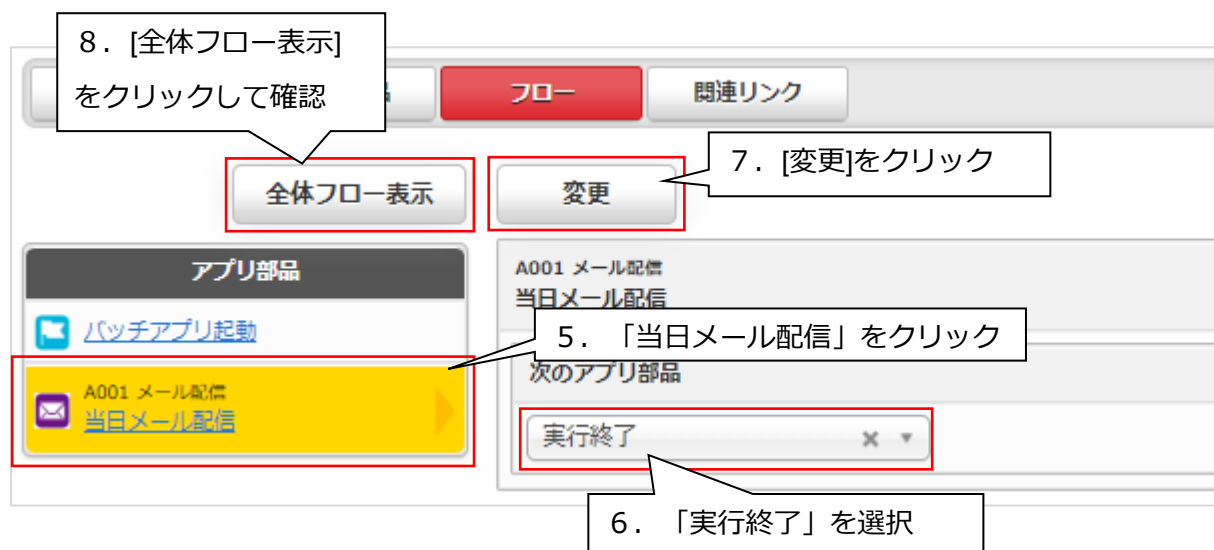 8．[全体フロー表示]
をクリックして確認
フロー
関連リンク
7．[変更]をクリック
全体フロー表示
変更
アプリ部品
A001 メール配信
当日メール配信
バッチアプリ起動
5．「当日メール配信」をクリック
次のアプリ部品
A001 メール配信
当日メール配信
実行終了
6．「実行終了」を選択